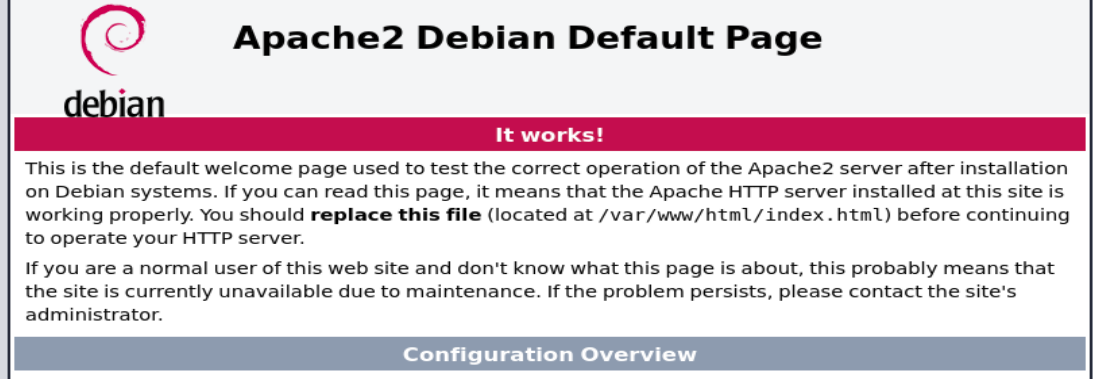 debian
Apache2 Debian Default Page
It works!
This is the default welcome page used to test the correct operation of the Apache2 server after installation
on Debian systems. If you can read this page, it means that the Apache HTTP server installed at this site is
working properly. You should replace this file (located at /var/www/html/index.html) before continuing
to operate your HTTP server.
If you are a normal user of this web site and don't know what this page is about, this probably means that
the site is currently unavailable due to maintenance. If the problem persists, please contact the site's
administrator.
Configuration Overview